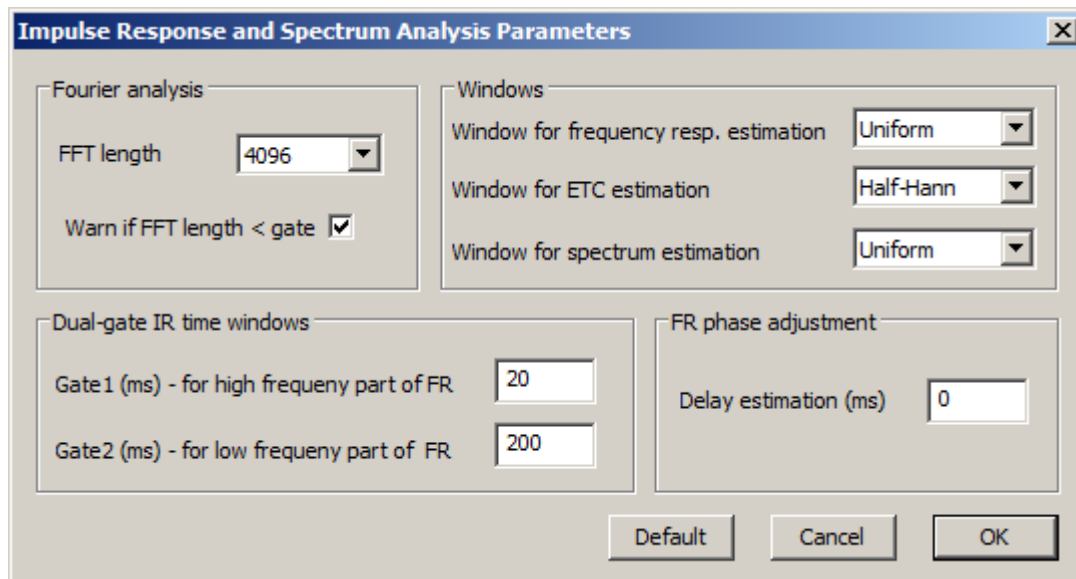 Impulse Response and Spectrum Analysis Parameters
Fourier analysis
FFT length 4096
Warn if FFT length < gate
Windows
Window for frequency resp. estimation Uniform
Window for ETC estimation Half-Hann
Window for spectrum estimation Uniform
Dual-gate IR time windows
Gate1 (ms) - for high frequeny part of FR 20
Gate2 (ms) - for low frequeny part of FR 200
FR phase adjustment
Delay estimation (ms) 0
Default Cancel OK